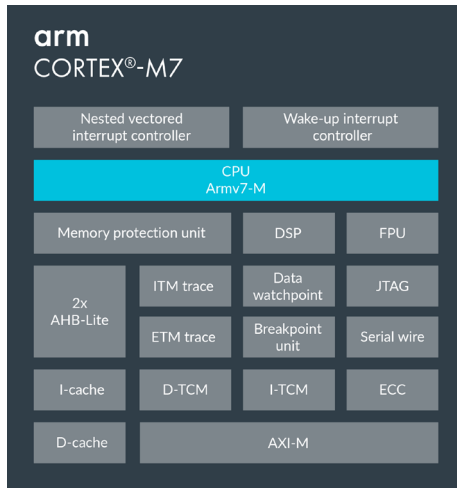 arm
CORTEX®-M7
Nested vectored
interrupt controller
Wake-up interrupt
controller
CPU
Armv7-M
Memory protection unit
DSP
FPU
2x
AHB-Lite
ITM trace
Data
watchpoint
JTAG
ETM trace
Breakpoint
unit
Serial wire
I-cache
D-TCM
I-TCM
ECC
D-cache
AXI-M